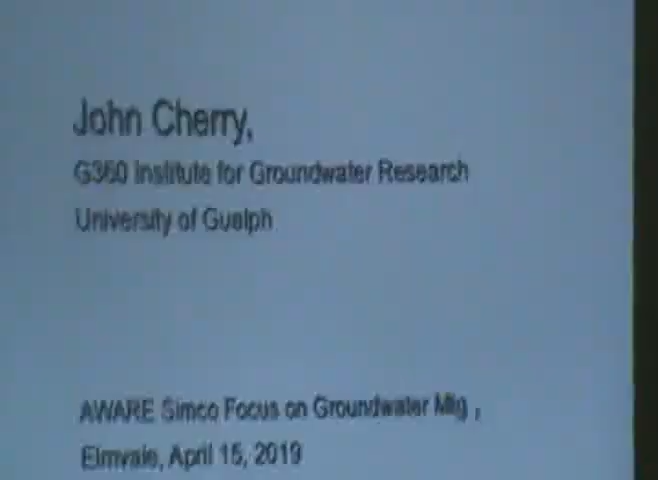 John Cherry,
G360 Institute for Groundwater Research
University of Guelph
AWARE Simco Focus on Groundwater Mtg ,
Elmvale, April 15, 2019